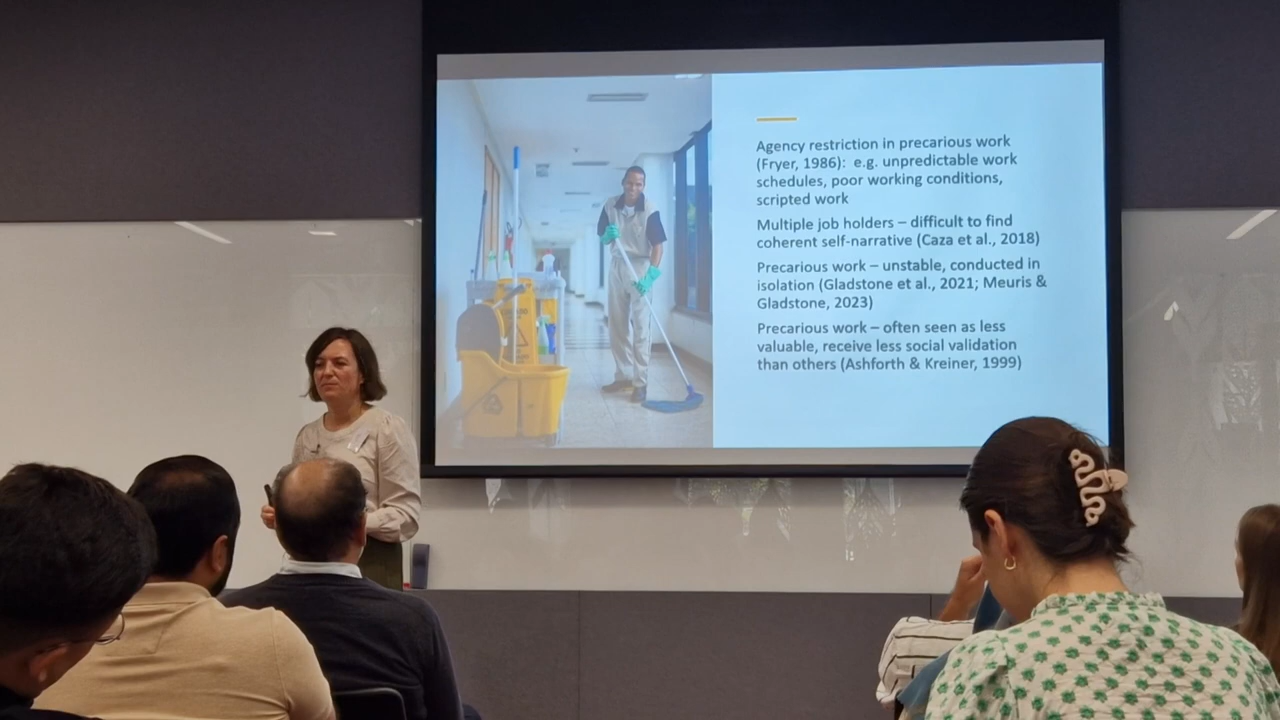 Agency restriction in precarious work
(Fryer, 1986):  e.g. unpredictable work
schedules, poor working conditions,
scripted work
Multiple job holders – difficult to find
coherent self-narrative (Caza et al., 2018)
Precarious work – unstable, conducted in
isolation (Gladstone et al., 2021; Meuris &
Gladstone, 2023)
Precarious work – often seen as less
valuable, receive less social validation
than others (Ashforth & Kreiner, 1999)